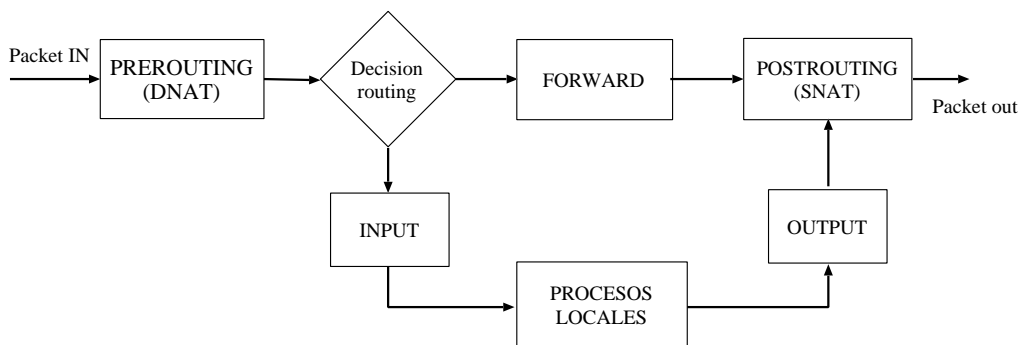 Packet IN
PREROUTING
(DNAT)
Decision
routing
FORWARD
POSTROUTING
(SNAT)
Packet out
INPUT
OUTPUT
PROCESOS
LOCALES